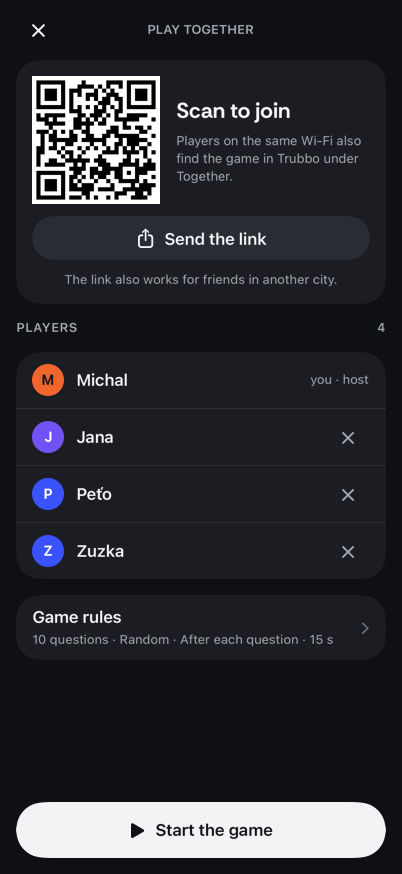 PLAY TOGETHER
Scan to join
Players on the same Wi-Fi also
find the game in Trubbo under
Together.
Send the link
The link also works for friends in another city.
PLAYERS 4
M Michal you · host
J Jana
P Peťo
Z Zuzka
Game rules
10 questions · Random · After each question · 15 s
Start the game